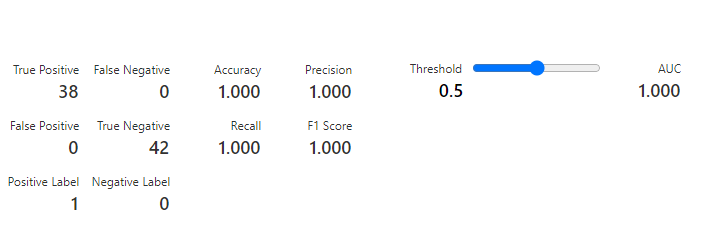 True Positive False Negative Accuracy Precision Threshold AUC
38 0 1.000 1.000 0.5 1.000
False Positive True Negative Recall F1 Score
0 42 1.000 1.000
Positive Label Negative Label
1 0